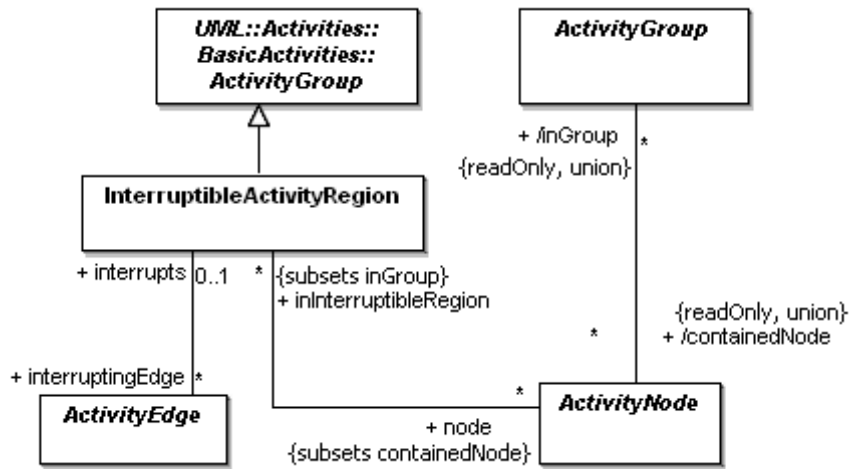 UML::Activities::
BasicActivities::
ActivityGroup
ActivityGroup
+ /inGroup
*
{readOnly, union}
InterruptibleActivityRegion
+ interrupts
0..1
*
{subsets inGroup}
+ inInterruptibleRegion
{readOnly, union}
*
+ /containedNode
+ interruptingEdge
*
ActivityEdge
*
ActivityNode
+ node
{subsets containedNode}